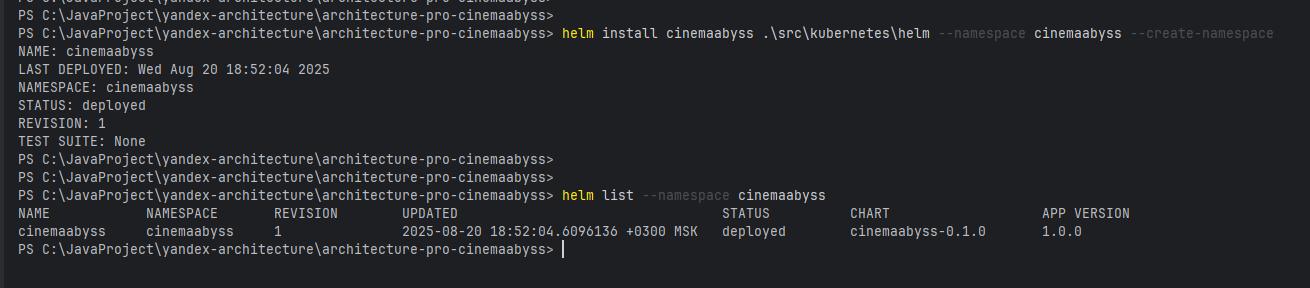 PS C:\JavaProject\yandex-architecture\architecture-pro-cinemaabyss>
PS C:\JavaProject\yandex-architecture\architecture-pro-cinemaabyss>
PS C:\JavaProject\yandex-architecture\architecture-pro-cinemaabyss> helm install cinemaabyss .\src\kubernetes\helm --namespace cinemaabyss --create-namespace
NAME: cinemaabyss
LAST DEPLOYED: Wed Aug 20 18:52:04 2025
NAMESPACE: cinemaabyss
STATUS: deployed
REVISION: 1
TEST SUITE: None
PS C:\JavaProject\yandex-architecture\architecture-pro-cinemaabyss>
PS C:\JavaProject\yandex-architecture\architecture-pro-cinemaabyss>
PS C:\JavaProject\yandex-architecture\architecture-pro-cinemaabyss> helm list --namespace cinemaabyss
NAME NAMESPACE REVISION UPDATED STATUS CHART APP VERSION
cinemaabyss cinemaabyss 1 2025-08-20 18:52:04.6096136 +0300 MSK deployed cinemaabyss-0.1.0 1.0.0
PS C:\JavaProject\yandex-architecture\architecture-pro-cinemaabyss>